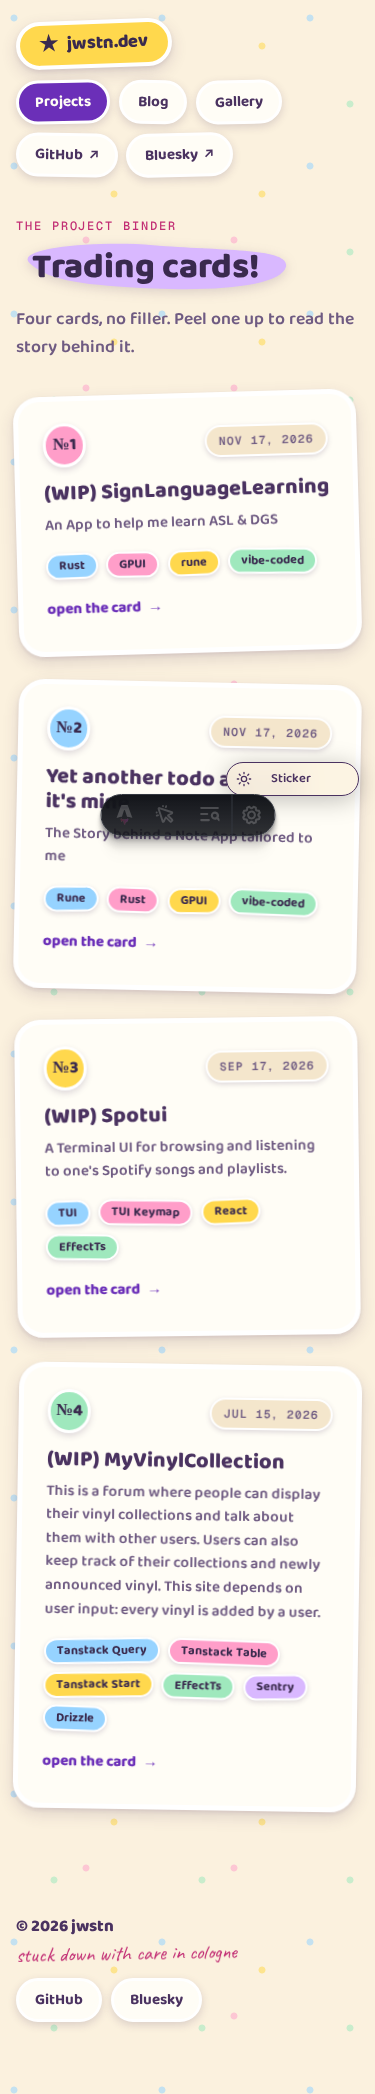 ★ jwstn.dev
Projects
Blog
Gallery
GitHub ↗
Bluesky ↗
THE PROJECT BINDER
Trading cards!
Four cards, no filler. Peel one up to read the
story behind it.
№1
NOV 17, 2026
(WIP) SignLanguageLearning
An App to help me learn ASL & DGS
Rust
GPUI
rune
vibe-coded
open the card →
№2
NOV 17, 2026
Yet another todo a
Sticker
it's mi
The Story behind a Note App tailored to
me
Rune
Rust
GPUI
vibe-coded
open the card →
№3
SEP 17, 2026
(WIP) Spotui
A Terminal UI for browsing and listening
to one's Spotify songs and playlists.
TUI
TUI Keymap
React
EffectTs
open the card →
№4
JUL 15, 2026
(WIP) MyVinylCollection
This is a forum where people can display
their vinyl collections and talk about
them with other users. Users can also
keep track of their collections and newly
announced vinyl. This site depends on
user input: every vinyl is added by a user.
Tanstack Query
Tanstack Table
Tanstack Start
EffectTs
Sentry
Drizzle
open the card →
© 2026 jwstn
stuck down with care in cologne
GitHub
Bluesky